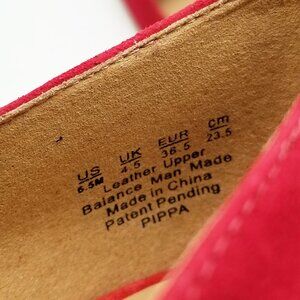 US UK EUR cm
6.5M 4.5 36.5 23.5
Leather Upper
Balance Man Made
Made in China
Patent Pending
PIPPA